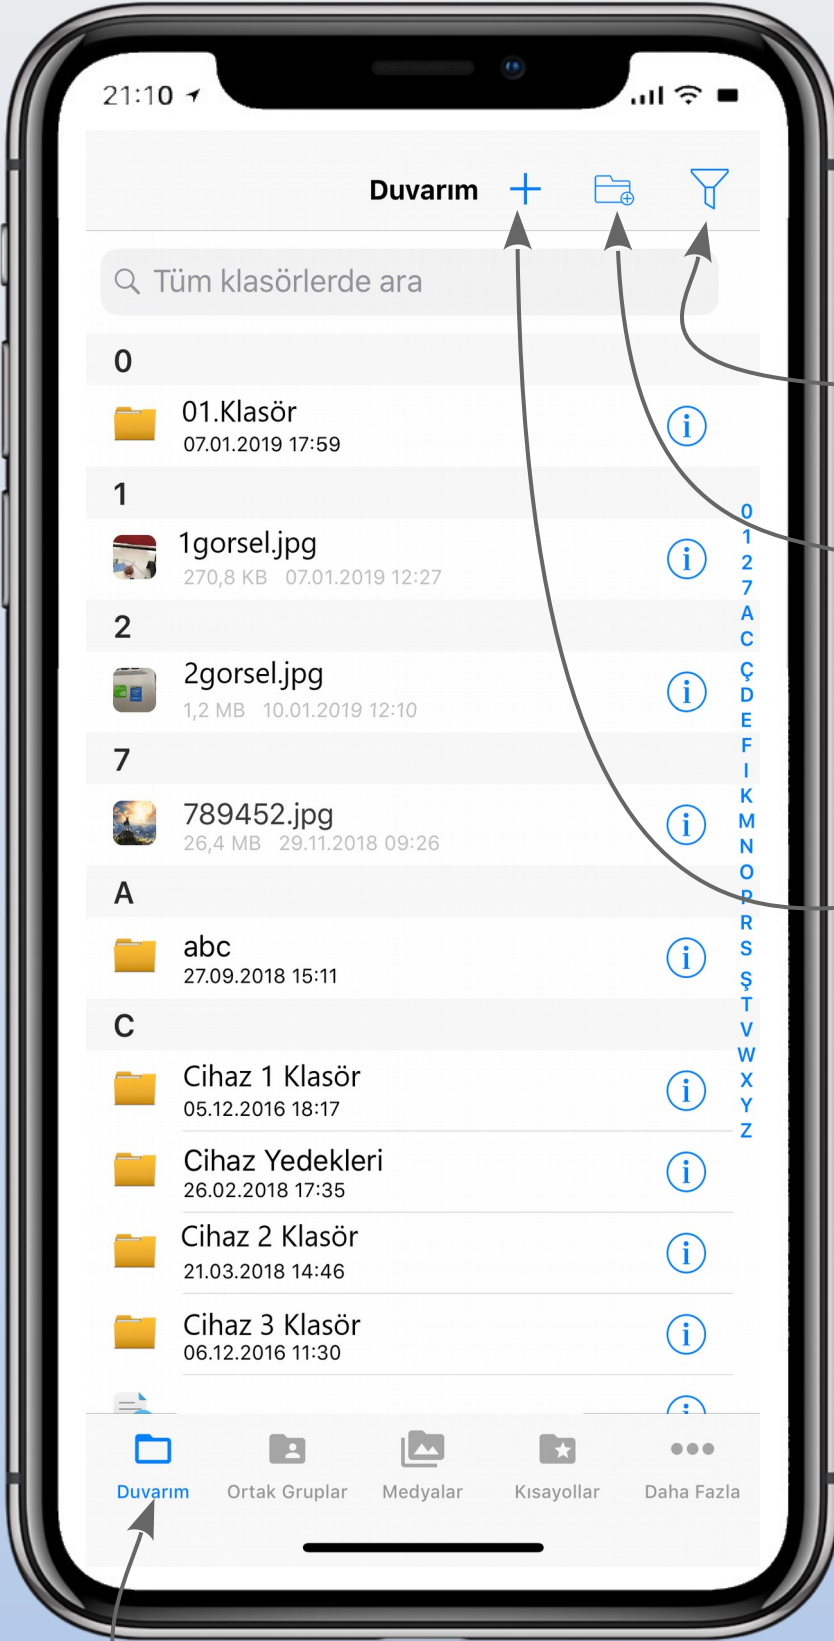 21:10
Duvarım
Tüm klasörlerde ara
0
01.Klasör
07.01.2019 17:59
1
1gorsel.jpg
270,8 KB 07.01.2019 12:27
2
2gorsel.jpg
1,2 MB 10.01.2019 12:10
7
789452.jpg
26,4 MB 29.11.2018 09:26
A
abc
27.09.2018 15:11
C
Cihaz 1 Klasör
05.12.2016 18:17
Cihaz Yedekleri
26.02.2018 17:35
Cihaz 2 Klasör
21.03.2018 14:46
Cihaz 3 Klasör
06.12.2016 11:30
0
1
2
7
A
C
Ç
D
E
F
I
K
M
N
O
P
R
S
Ş
T
V
W
X
Y
Z
Duvarım Ortak Gruplar Medyalar Kısayollar Daha Fazla